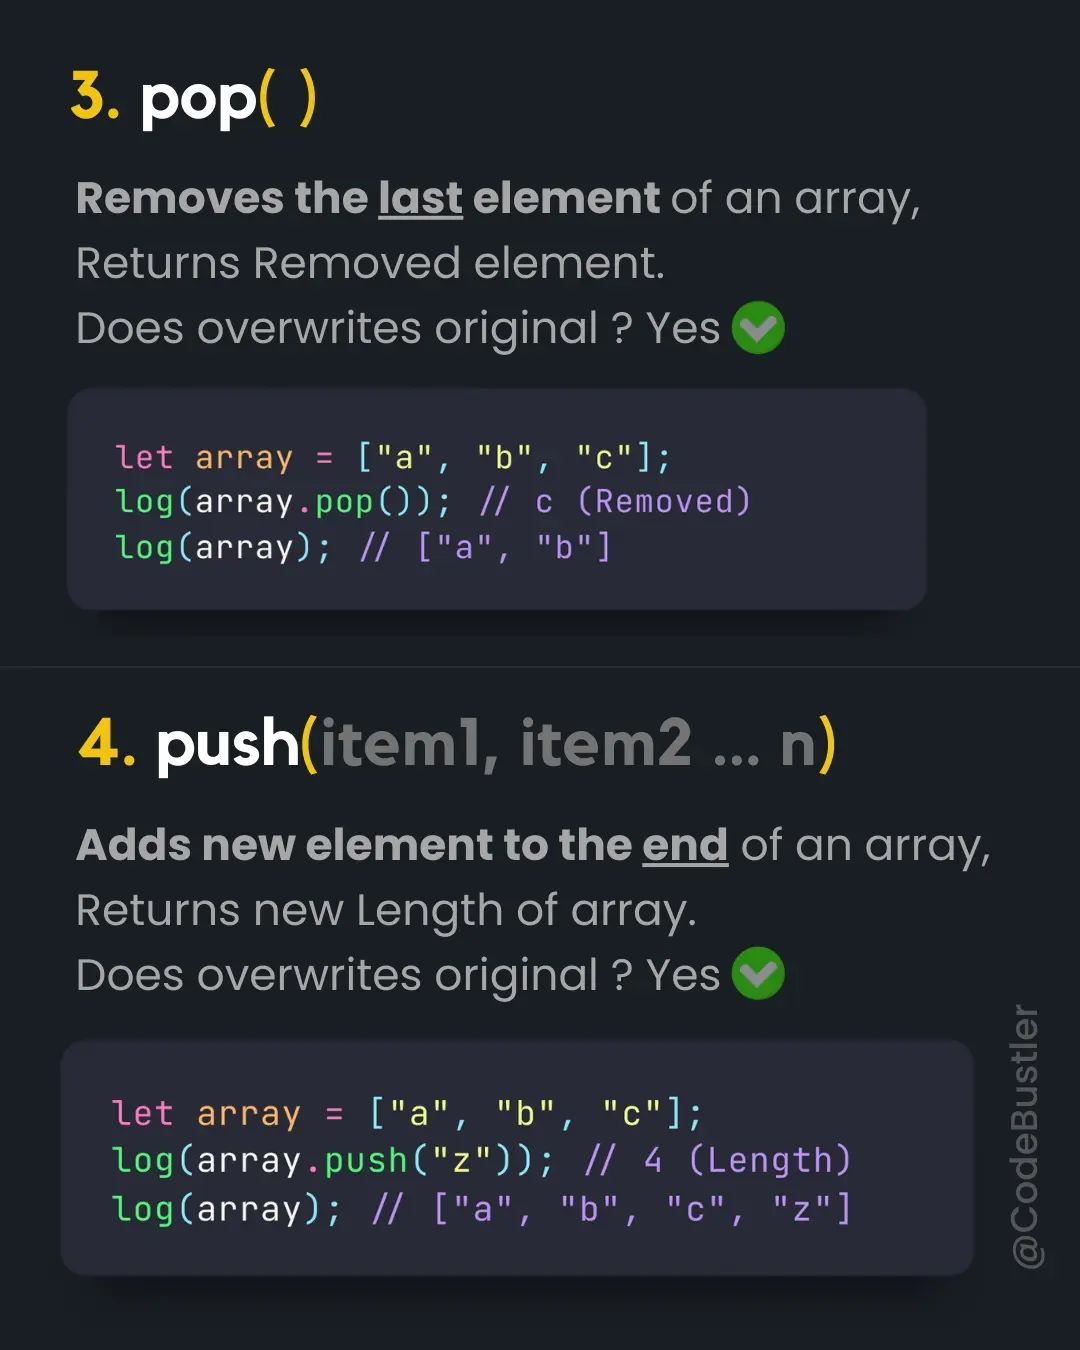 3. pop( )
Removes the last element of an array,
Returns Removed element.
Does overwrites original ? Yes
let array = ["a", "b", "c"];
log(array.pop()); // c (Removed)
log(array); // ["a", "b"]
4. push(item1, item2 ... n)
Adds new element to the end of an array,
Returns new Length of array.
Does overwrites original ? Yes
let array = ["a", "b", "c"];
log(array.push("z")); // 4 (Length)
log(array); // ["a", "b", "c", "z"]
@CodeBustler